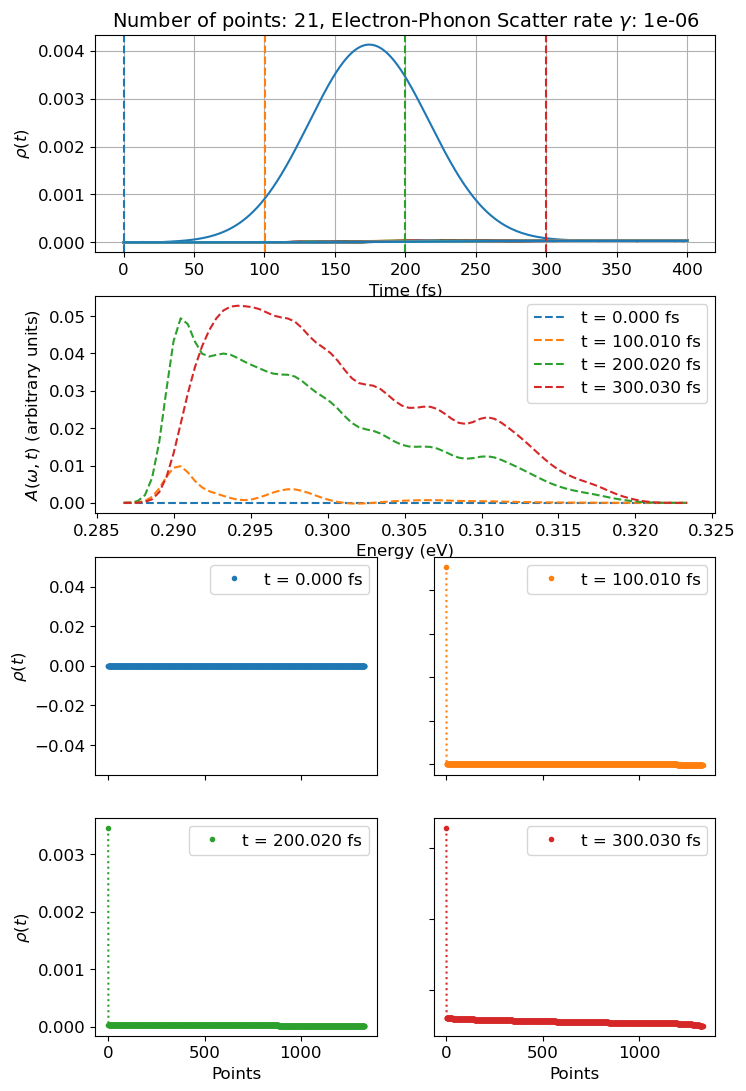 Number of points: 21, Electron-Phonon Scatter rate γ: 1e-06
0.004
0.003
0.002
0.001
0.000
ρ(t)
0 50 100 150 200 250 300 350 400
Time (fs)
0.05
0.04
0.03
0.02
0.01
0.00
A(ω, t) (arbitrary units)
t = 0.000 fs
t = 100.010 fs
t = 200.020 fs
t = 300.030 fs
0.285 0.290 0.295 0.300 0.305 0.310 0.315 0.320 0.325
Energy (eV)
0.04
0.02
0.00
−0.02
−0.04
ρ(t)
t = 0.000 fs
t = 100.010 fs
0.003
0.002
0.001
0.000
ρ(t)
t = 200.020 fs
0 500 1000
Points
t = 300.030 fs
0 500 1000
Points